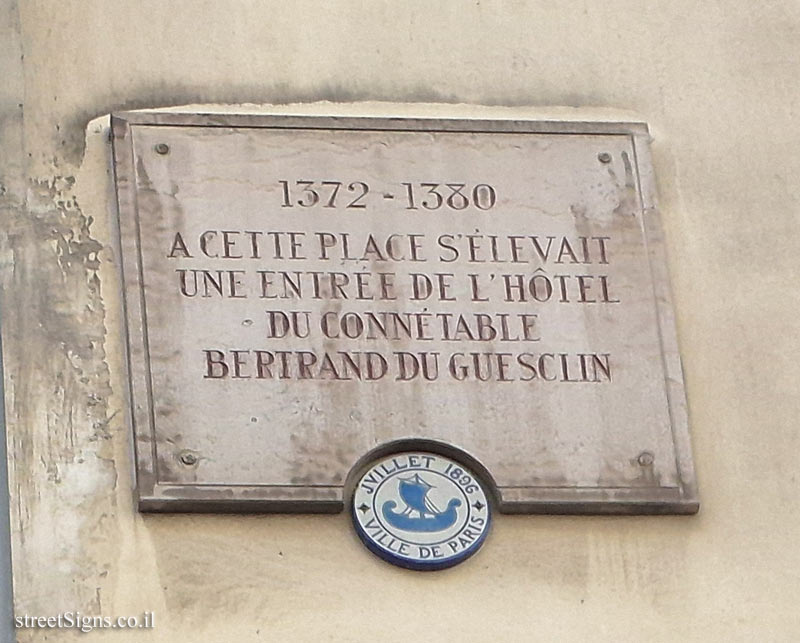 1372 - 1380
A CETTE PLACE S'ÉLEVAIT
UNE ENTRÉE DE L'HÔTEL
DU CONNÉTABLE
BERTRAND DU GUESCLIN
JVILLET 1896
VILLE DE PARIS
streetSigns.co.il